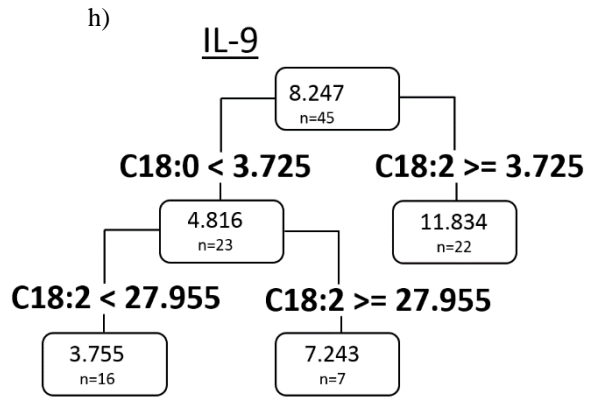 h)
IL-9
8.247
n=45
C18:0 < 3.725
C18:2 >= 3.725
4.816
n=23
11.834
n=22
C18:2 < 27.955
C18:2 >= 27.955
3.755
n=16
7.243
n=7